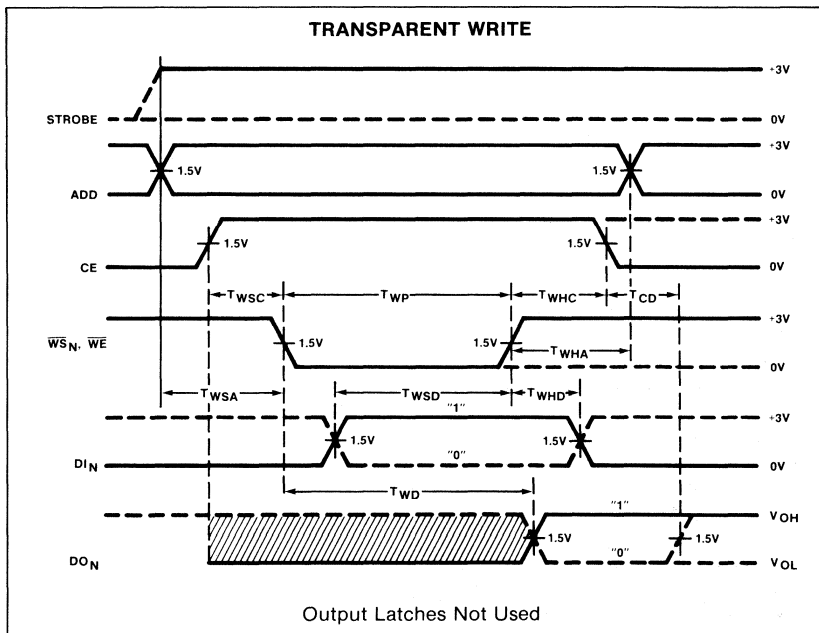 TRANSPARENT WRITE
+3V
STROBE
0V
+3V
1.5V
1.5V
ADD
0V
+3V
1.5V
1.5V
CE
0V
TWSC
TWP
TWHC
TCD
+3V
WSN, WE
1.5V
1.5V
TWHA
0V
TWSA
TWSD
TWHD
"1"
+3V
1.5V
1.5V
"0"
DIN
0V
TWD
"1"
VOH
1.5V
1.5V
"0"
DON
VOL
Output Latches Not Used